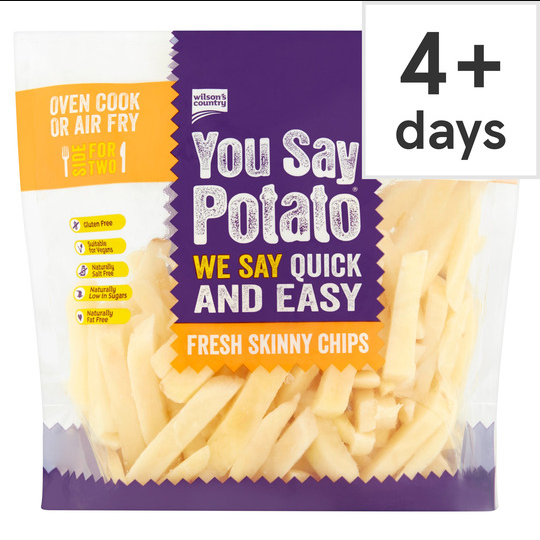 4+
days
OVEN COOK
OR AIR FRY
SIDE
FOR
TWO
wilson's
country
You Say
Potato®
WE SAY QUICK
AND EASY
FRESH SKINNY CHIPS
Gluten Free
Suitable
for Vegans
Naturally
Salt Free
Naturally
Low in Sugars
Naturally
Fat Free